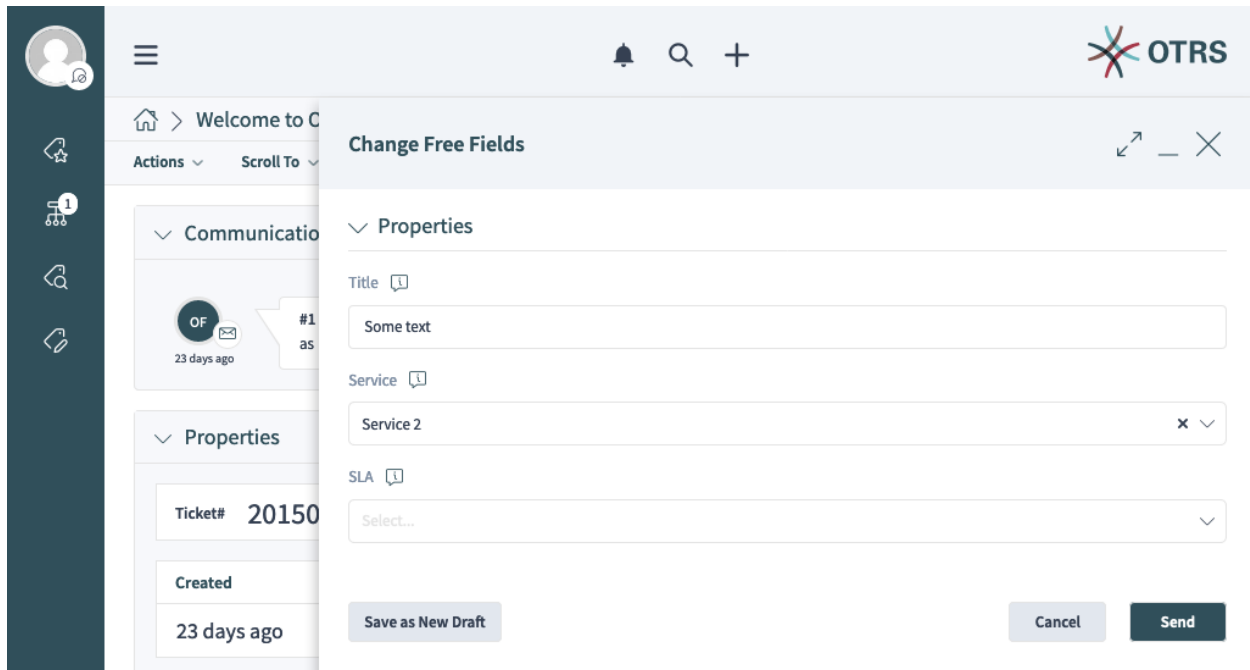 OTRS
Welcome to O
Actions
Scroll To
Change Free Fields
1
Communicatio
OF
23 days ago
#1
as
Properties
Ticket#
20150
Created
23 days ago
Properties
Title
Some text
Service
Service 2
SLA
Select...
Save as New Draft
Cancel
Send